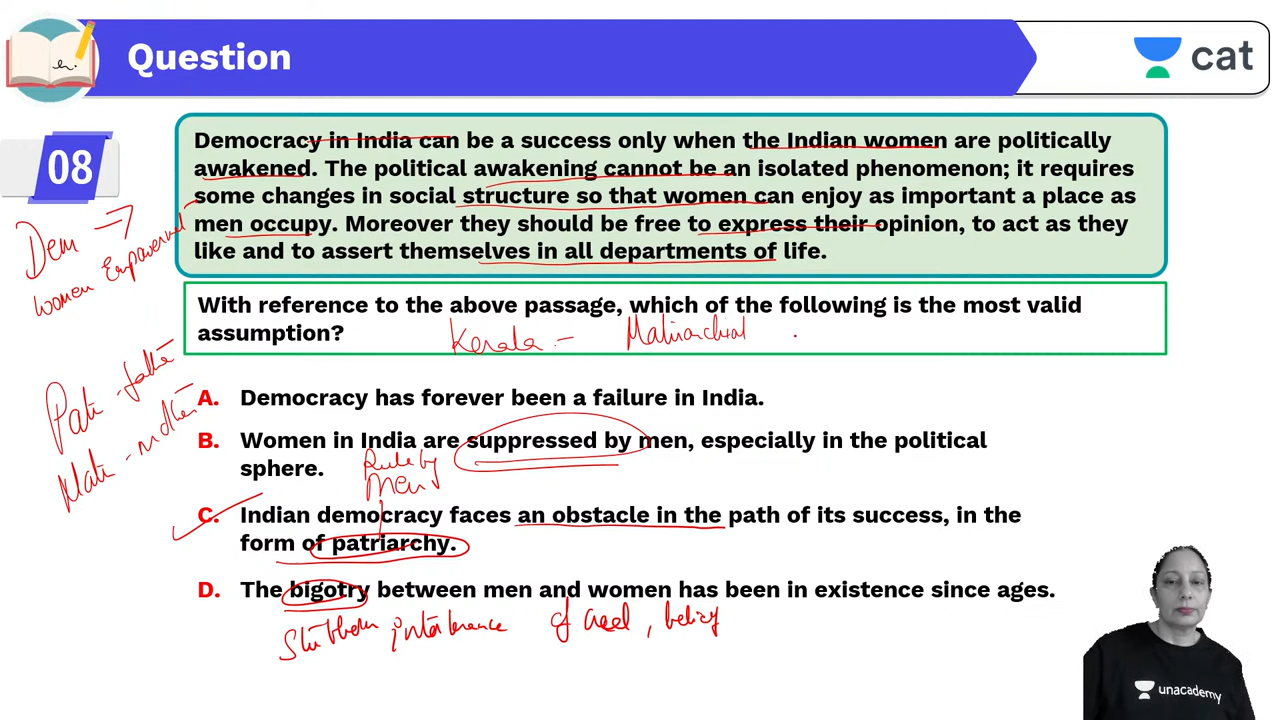 Question
cat
08
Democracy in India can be a success only when the Indian women are politically
awakened. The political awakening cannot be an isolated phenomenon; it requires
some changes in social structure so that women can enjoy as important a place as
men occupy. Moreover they should be free to express their opinion, to act as they
like and to assert themselves in all departments of life.
Dem ⇒
women Empowered
With reference to the above passage, which of the following is the most valid
assumption?
Kerala - Matriarchial
Pati - father
Mati - mother
A. Democracy has forever been a failure in India.
B. Women in India are suppressed by men, especially in the political
sphere.
Rule by
Men
C. Indian democracy faces an obstacle in the path of its success, in the
form of patriarchy.
D. The bigotry between men and women has been in existence since ages.
of creed, belief
unacademy